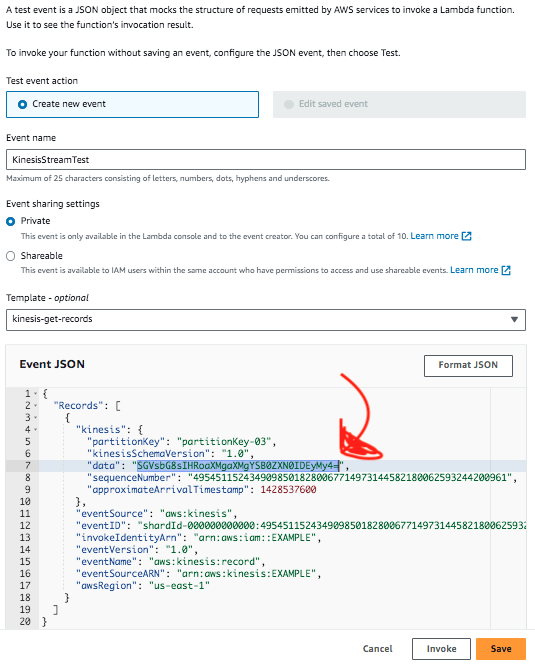 A test event is a JSON object that mocks the structure of requests emitted by AWS services to invoke a Lambda function.
Use it to see the function's invocation result.
To invoke your function without saving an event, configure the JSON event, then choose Test.
Test event action
Create new event
Edit saved event
Event name
KinesisStreamTest
Maximum of 25 characters consisting of letters, numbers, dots, hyphens and underscores.
Event sharing settings
Private
This event is only available in the Lambda console and to the event creator. You can configure a total of 10. Learn more
Shareable
This event is available to IAM users within the same account who have permissions to access and use shareable events. Learn more
Template - optional
kinesis-get-records
Event JSON
Format JSON
1 {
2 "Records": [
3 {
4 "kinesis": {
5 "partitionKey": "partitionKey-03",
6 "kinesisSchemaVersion": "1.0",
7 "data": "SGVsbG8sIHRoaXMgaXMgYSB0ZXN0IDEyMy4=",
8 "sequenceNumber": "49545115243490985018280067714973144582180062593244200961",
9 "approximateArrivalTimestamp": 1428537600
10 },
11 "eventSource": "aws:kinesis",
12 "eventID": "shardId-000000000000:49545115243490985018280067714973144582180062593
13 "invokeIdentityArn": "arn:aws:iam::EXAMPLE",
14 "eventVersion": "1.0",
15 "eventName": "aws:kinesis:record",
16 "eventSourceARN": "arn:aws:kinesis:EXAMPLE",
17 "awsRegion": "us-east-1"
18 }
19 ]
20 }
Cancel
Invoke
Save